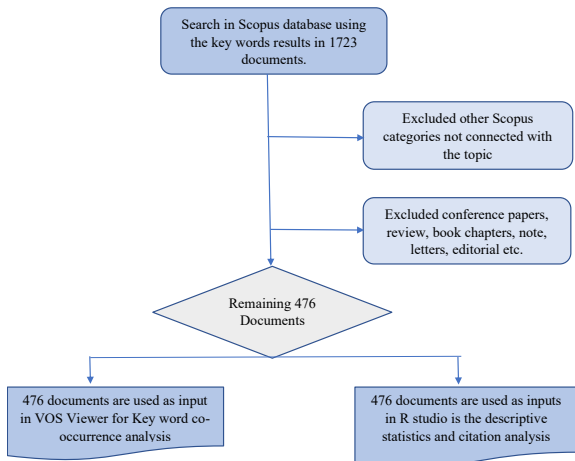 Search in Scopus database using
the key words results in 1723
documents.
Excluded other Scopus
categories not connected with
the topic
Excluded conference papers,
review, book chapters, note,
letters, editorial etc.
Remaining 476
Documents
476 documents are used as input
in VOS Viewer for Key word co-
occurrence analysis
476 documents are used as inputs
in R studio is the descriptive
statistics and citation analysis